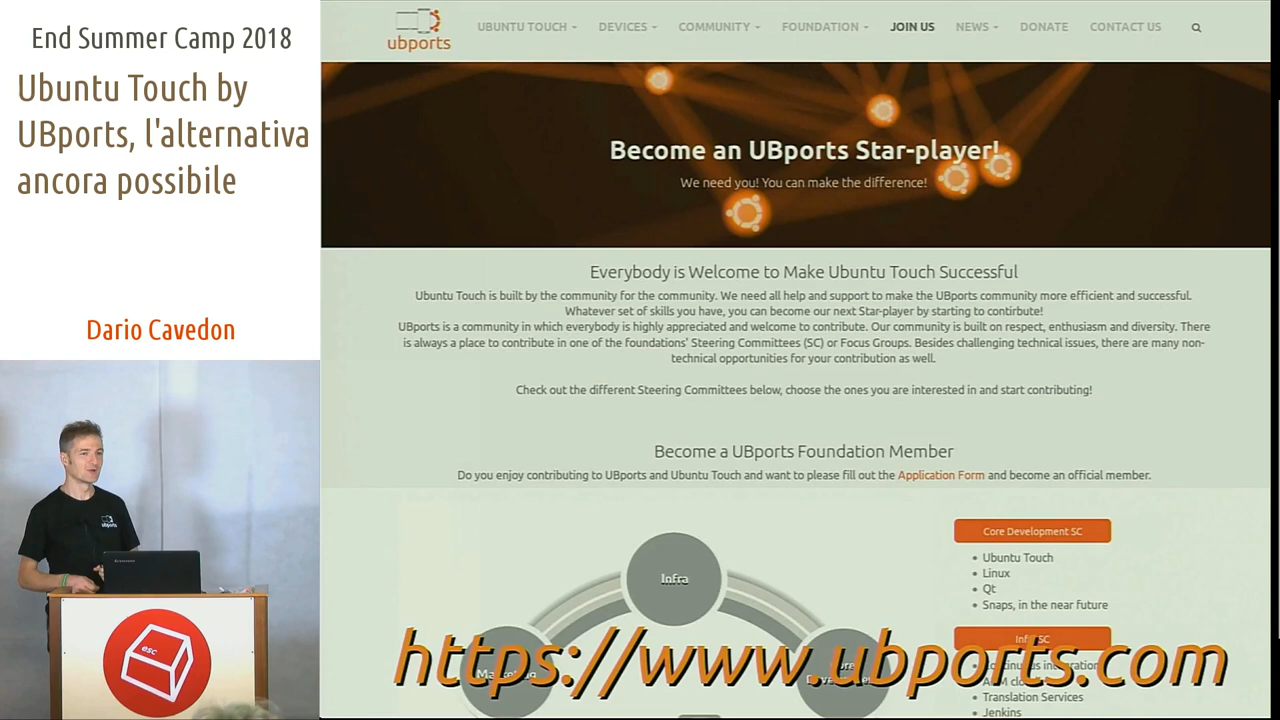 End Summer Camp 2018
Ubuntu Touch by
UBports, l'alternativa
ancora possibile
Dario Cavedon
ubports
esc
ubports
UBUNTU TOUCH
DEVICES
COMMUNITY
FOUNDATION
JOIN US
NEWS
DONATE
CONTACT US
Become an UBports Star-player!
We need you! You can make the difference!
Everybody is Welcome to Make Ubuntu Touch Successful
Ubuntu Touch is built by the community for the community. We need all help and support to make the UBports community more efficient and successful.
Whatever set of skills you have, you can become our next Star-player by starting to contirbute!
UBports is a community in which everybody is highly appreciated and welcome to contribute. Our community is built on respect, enthusiasm and diversity. There
is always a place to contribute in one of the foundations' Steering Committees (SC) or Focus Groups. Besides challenging technical issues, there are many non-
technical opportunities for your contribution as well.
Check out the different Steering Committees below, choose the ones you are interested in and start contributing!
Become a UBports Foundation Member
Do you enjoy contributing to UBports and Ubuntu Touch and want to please fill out the Application Form and become an official member.
Infra
Core Development SC
Ubuntu Touch
Linux
Qt
Snaps, in the near future
https://www.ubports.com
Translation Services
Jenkins